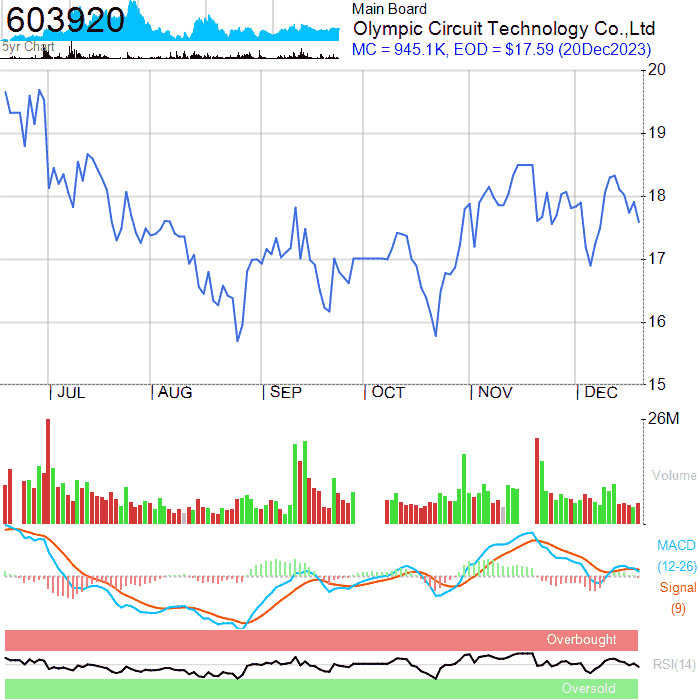 603920
5yr Chart
Main Board
Olympic Circuit Technology Co.,Ltd
MC = 945.1K, EOD = $17.59 (20Dec2023)
20
19
18
17
16
15
JUL
AUG
SEP
OCT
NOV
DEC
26M
Volume
MACD
(12-26)
Signal
(9)
Overbought
RSI(14)
Oversold